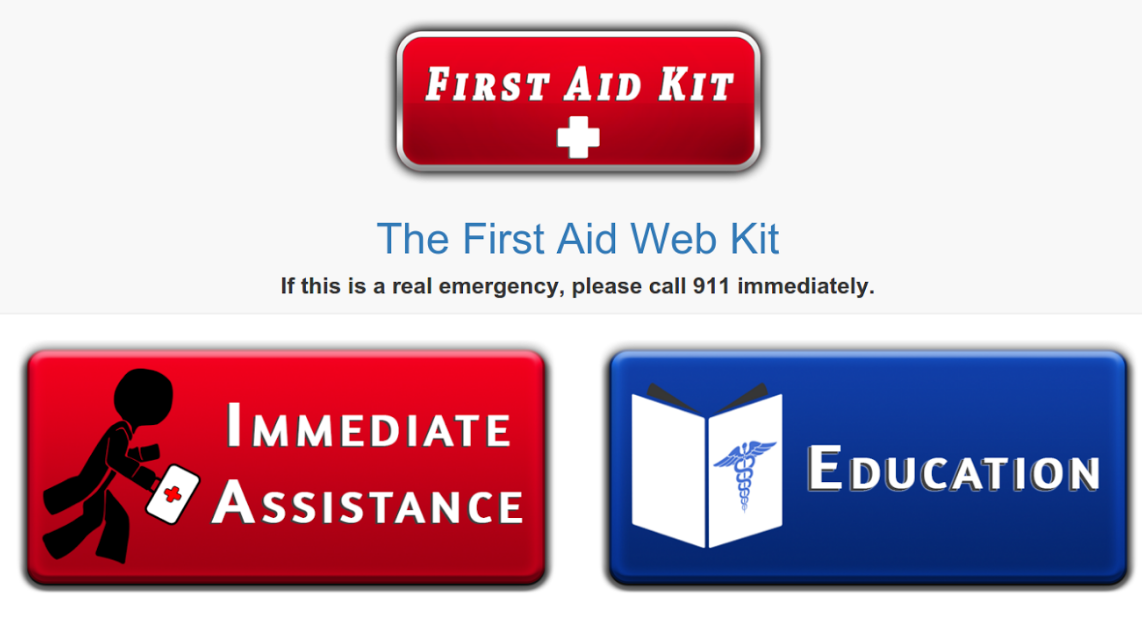 FIRST AID KIT
The First Aid Web Kit
If this is a real emergency, please call 911 immediately.
IMMEDIATE
ASSISTANCE
EDUCATION